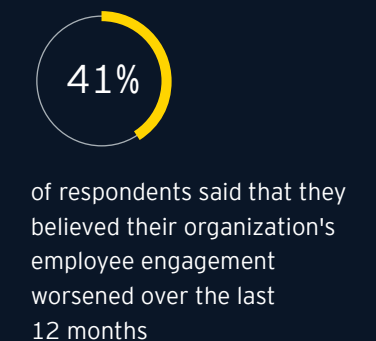 41%
of respondents said that they
believed their organization's
employee engagement
worsened over the last
12 months